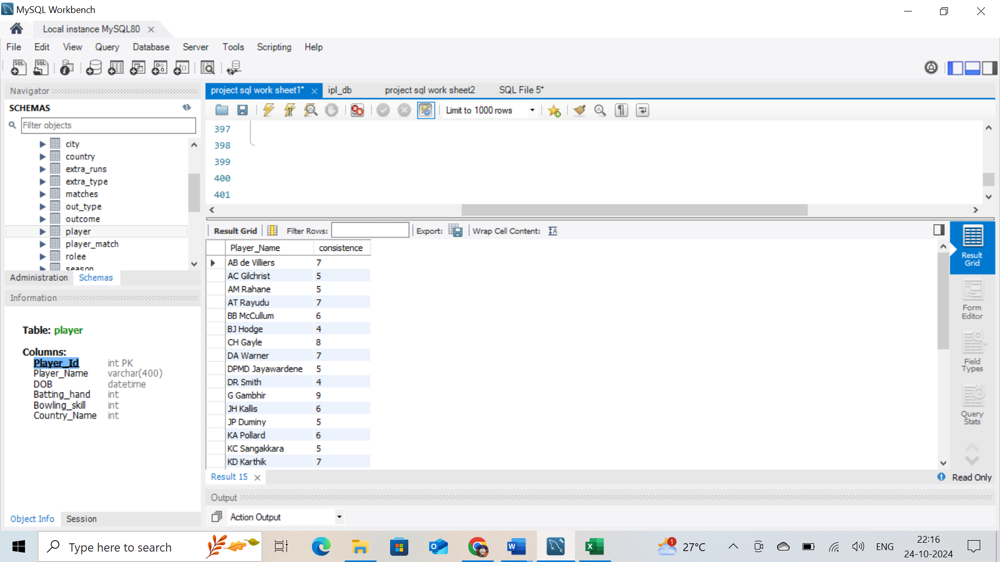 MySQL Workbench
Local instance MySQL80
File Edit View Query Database Server Tools Scripting Help
Navigator
SCHEMAS
Filter objects
city
country
extra_runs
extra_type
matches
out_type
outcome
player
player_match
rolee
season
Administration Schemas
Information
Table: player
Columns:
Player_Id int PK
Player_Name varchar(400)
DOB datetime
Batting_hand int
Bowling_skill int
Country_Name int
Object Info Session
project sql work sheet1* ipl_db project sql work sheet2 SQL File 5*
Limit to 1000 rows
397
398
399
400
401
Result Grid Filter Rows: Export: Wrap Cell Content:
Player_Name consistence
AB de Villiers 7
AC Gilchrist 5
AM Rahane 5
AT Rayudu 7
BB McCullum 6
BJ Hodge 4
CH Gayle 8
DA Warner 7
DPMD Jayawardene 5
DR Smith 4
G Gambhir 9
JH Kallis 6
JP Duminy 5
KA Pollard 6
KC Sangakkara 5
KD Karthik 7
Result Grid
Form Editor
Field Types
Query Stats
Result 15
Read Only
Output
Action Output
Type here to search
1
27°C
ENG
22:16
24-10-2024